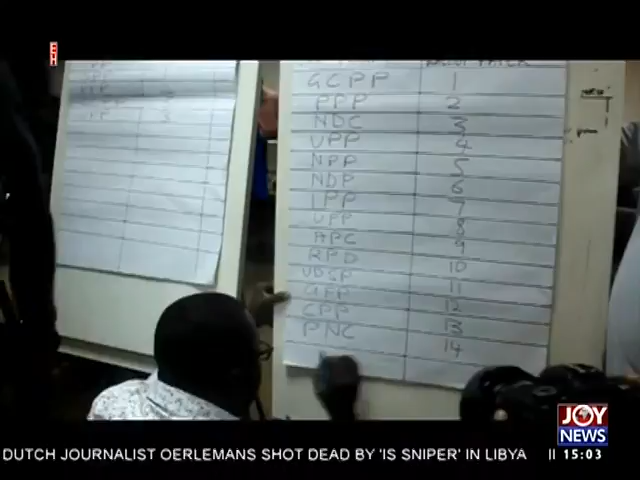 GCPP 1
PPP 2
NDC 3
UPP 4
NPP 5
NDP 6
IPP 7
UFP 8
APC 9
RPD 10
UDSP 11
12
CPP 13
PNC 14
JOY
NEWS
DUTCH JOURNALIST OERLEMANS SHOT DEAD BY 'IS SNIPER' IN LIBYA 15:03